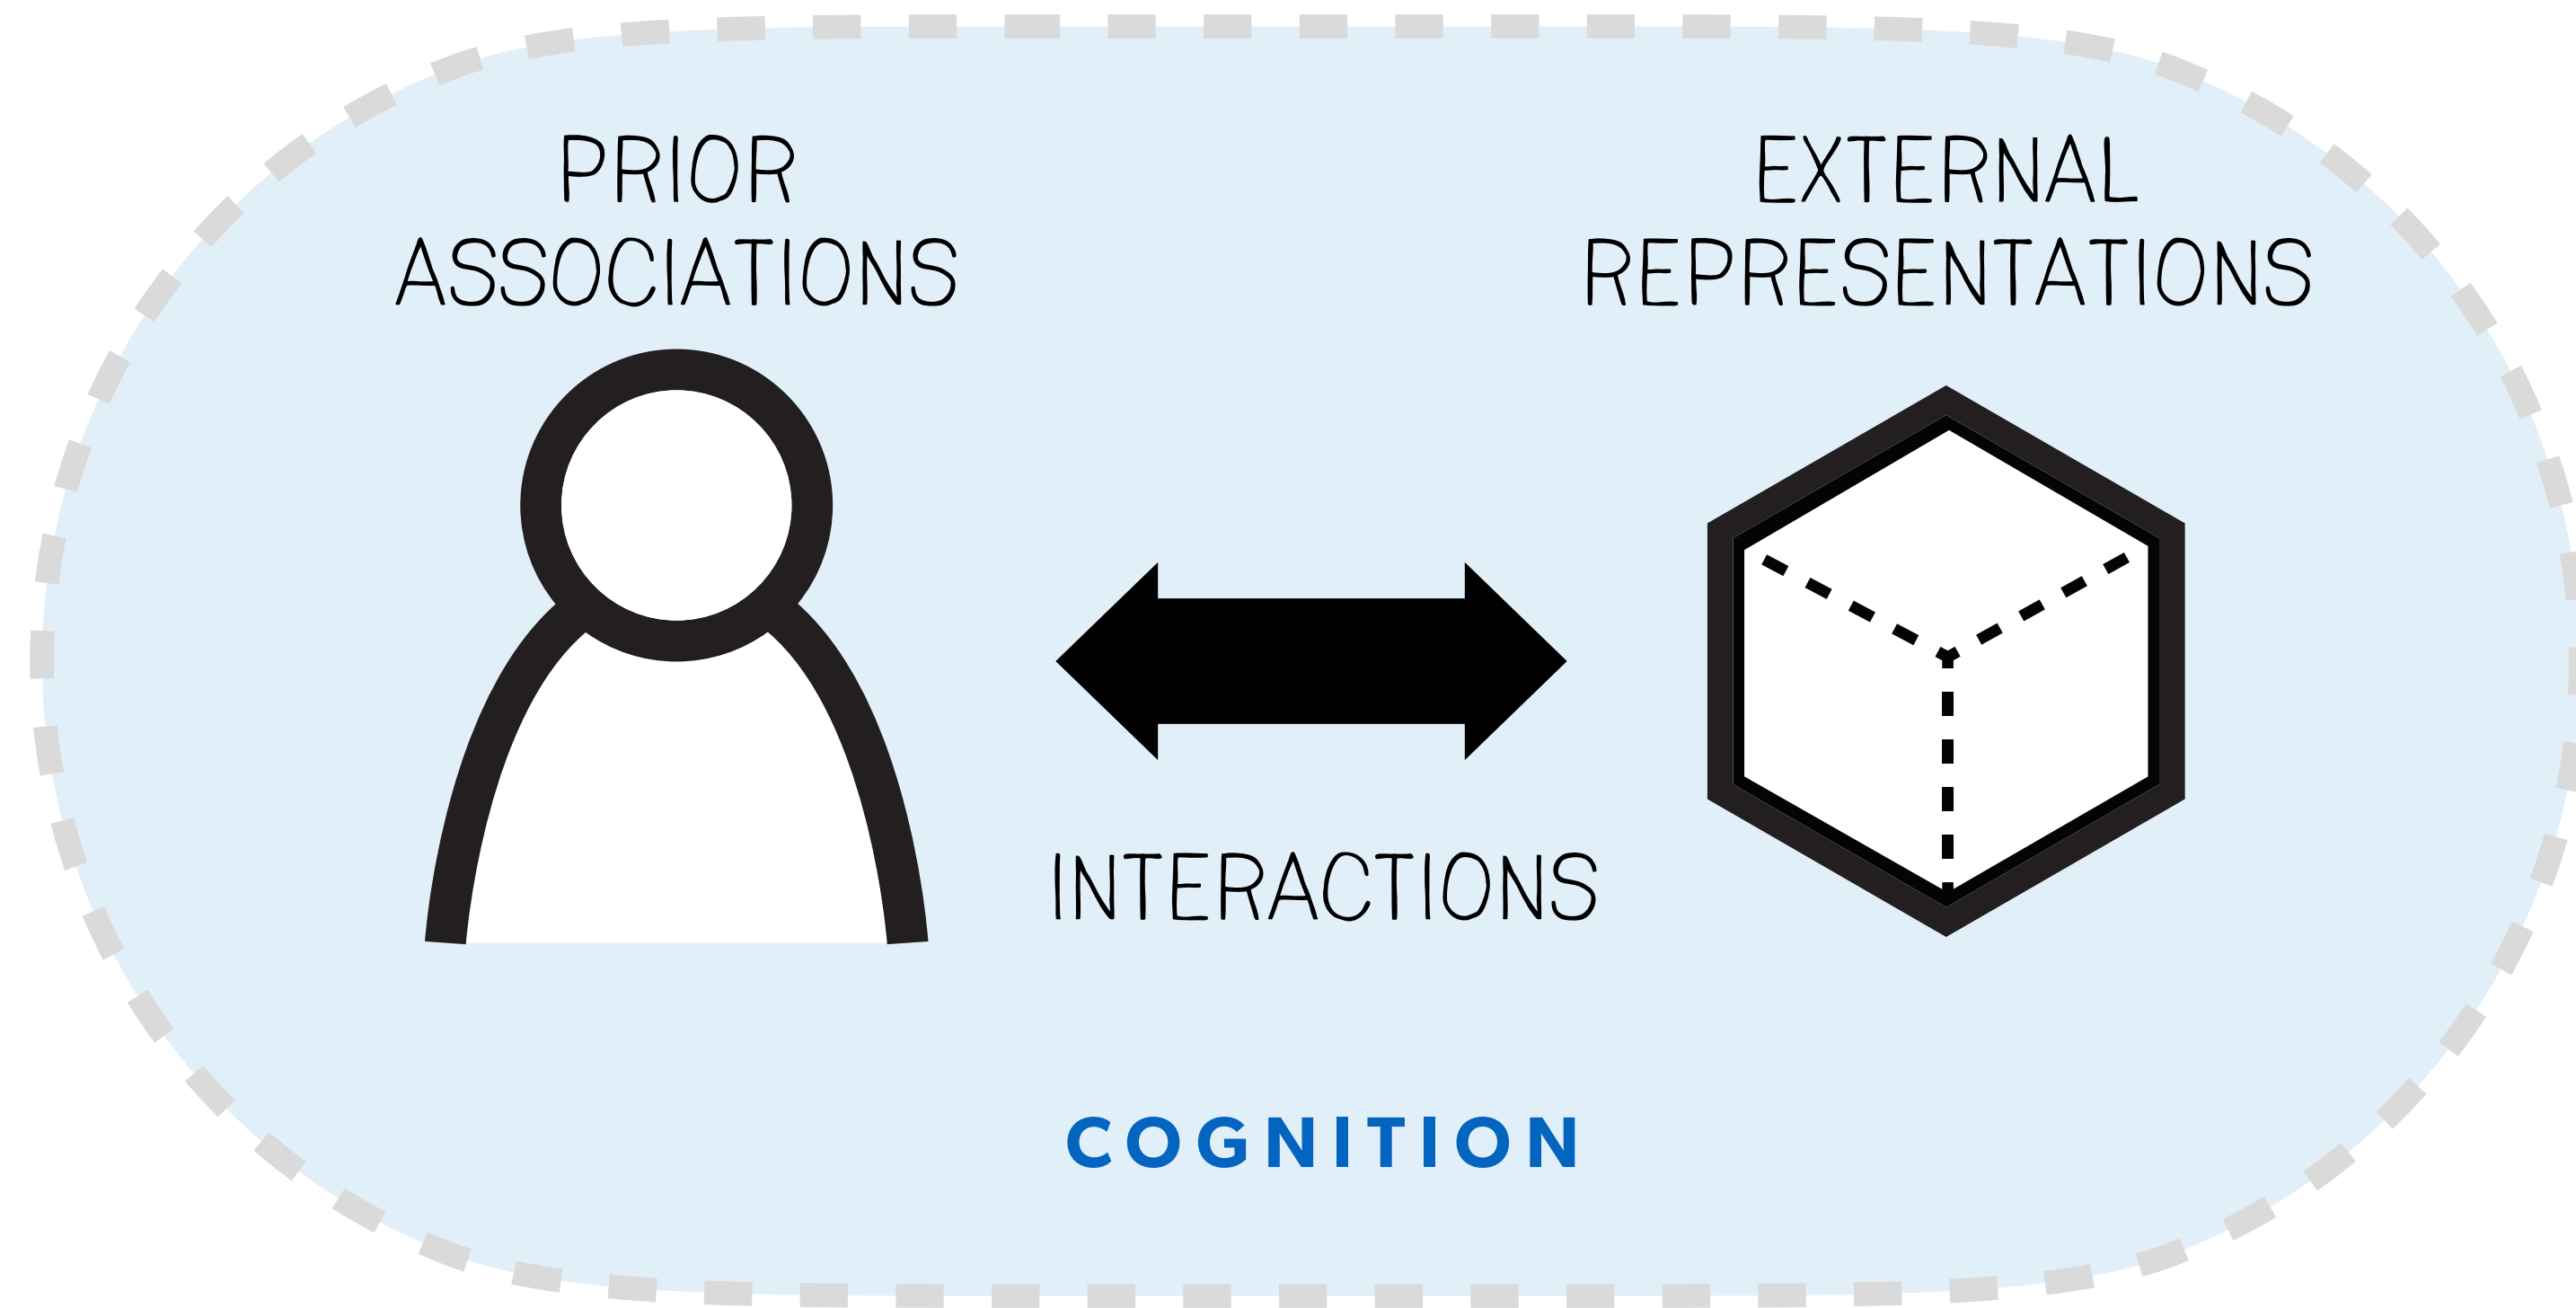 PRIOR
ASSOCIATIONS
EXTERNAL
REPRESENTATIONS
INTERACTIONS
COGNITION